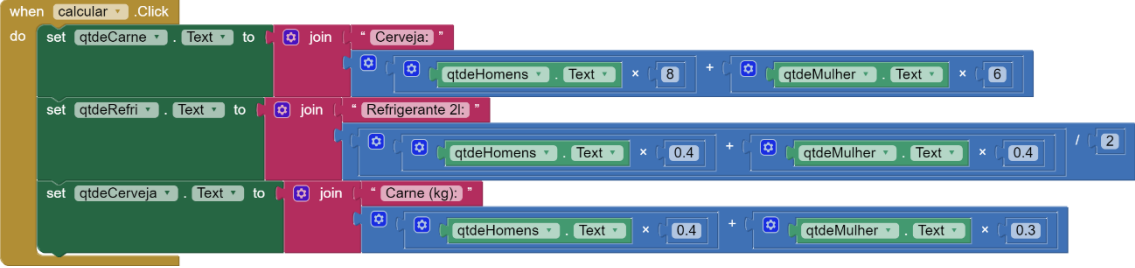 when calcular .Click
do set qtdeCarne . Text to join " Cerveja: "
qtdeHomens . Text × 8 + qtdeMulher . Text × 6
set qtdeRefri . Text to join " Refrigerante 2l: "
qtdeHomens . Text × 0.4 + qtdeMulher . Text × 0.4 / 2
set qtdeCerveja . Text to join " Carne (kg): "
qtdeHomens . Text × 0.4 + qtdeMulher . Text × 0.3